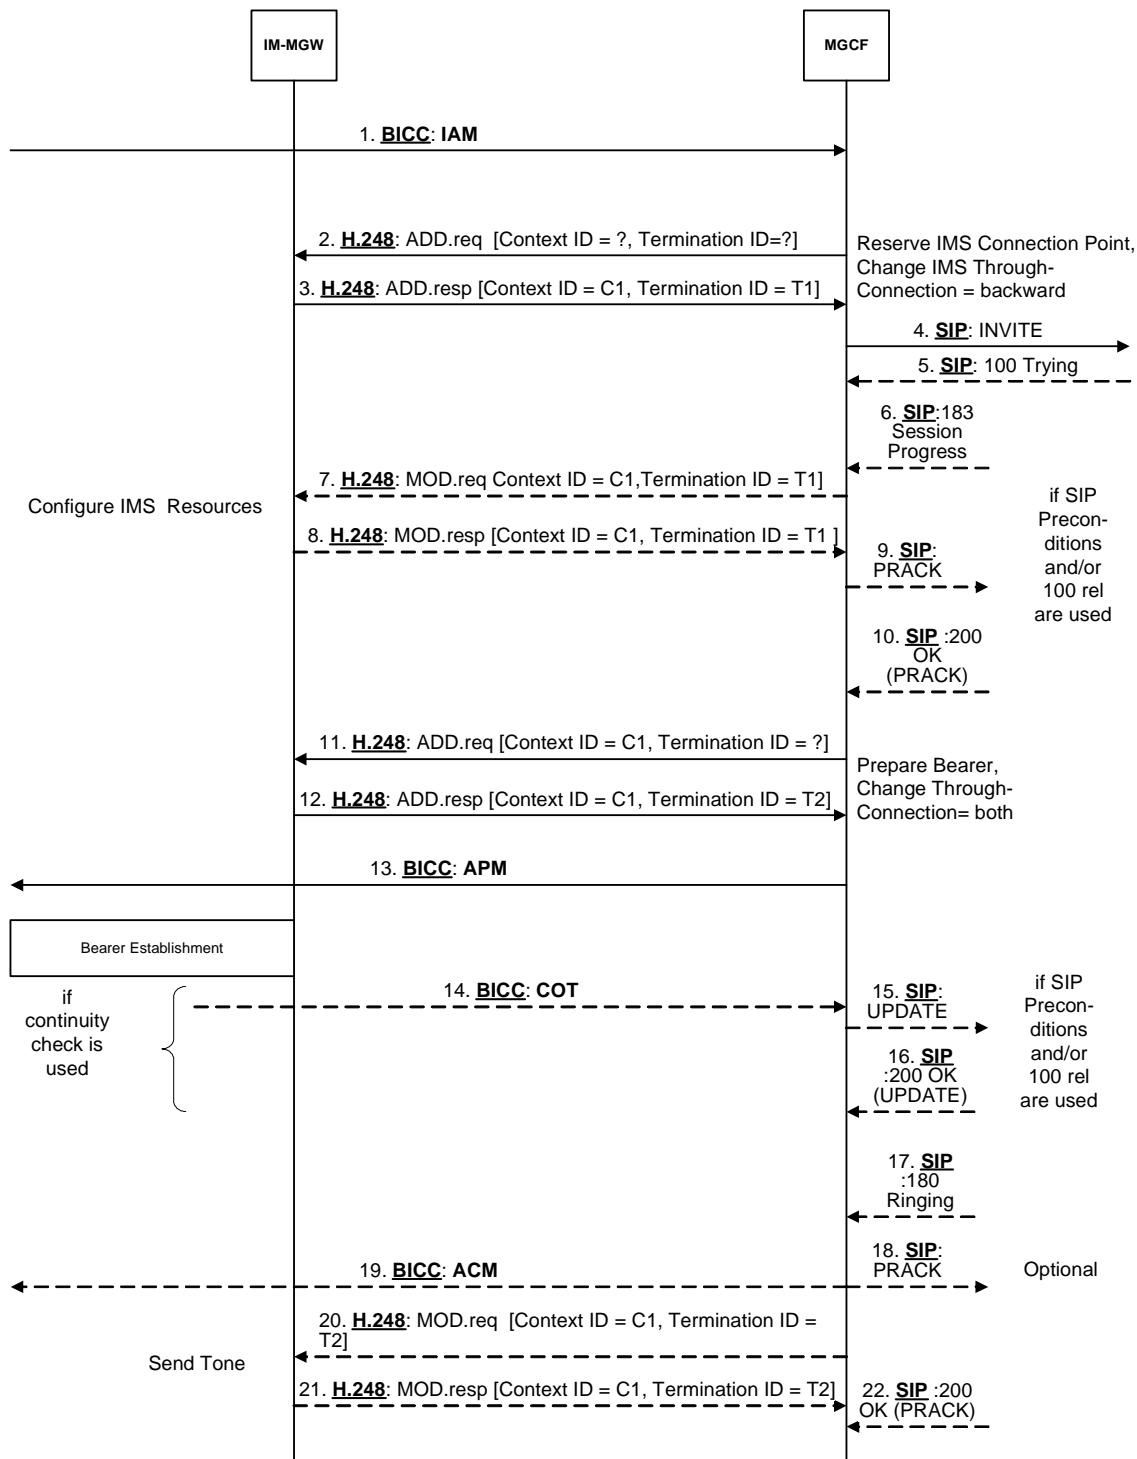 IM-MGW
MGCF
1. BICC: IAM
2. H.248: ADD.req [Context ID = ?, Termination ID=?]
Reserve IMS Connection Point,
Change IMS Through-
Connection = backward
3. H.248: ADD.resp [Context ID = C1, Termination ID = T1]
4. SIP: INVITE
5. SIP: 100 Trying
6. SIP:183
Session
Progress
7. H.248: MOD.req Context ID = C1,Termination ID = T1]
Configure IMS Resources
8. H.248: MOD.resp [Context ID = C1, Termination ID = T1 ]
9. SIP:
PRACK
if SIP
Precon-
ditions
and/or
100 rel
are used
10. SIP :200
OK
(PRACK)
11. H.248: ADD.req [Context ID = C1, Termination ID = ?]
Prepare Bearer,
Change Through-
Connection= both
12. H.248: ADD.resp [Context ID = C1, Termination ID = T2]
13. BICC: APM
Bearer Establishment
if
continuity
check is
used
14. BICC: COT
15. SIP:
UPDATE
if SIP
Precon-
ditions
and/or
100 rel
are used
16. SIP
:200 OK
(UPDATE)
17. SIP
:180
Ringing
18. SIP:
PRACK
Optional
19. BICC: ACM
20. H.248: MOD.req [Context ID = C1, Termination ID =
T2]
Send Tone
21. H.248: MOD.resp [Context ID = C1, Termination ID = T2]
22. SIP :200
OK (PRACK)